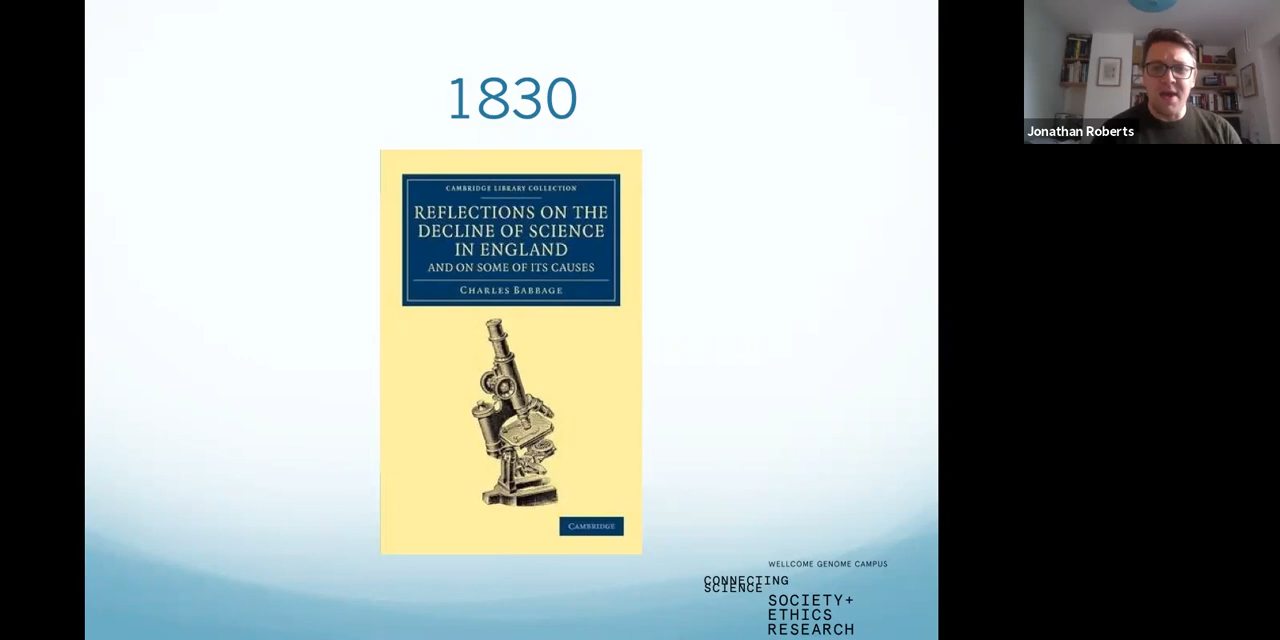 1830
CAMBRIDGE LIBRARY COLLECTION
REFLECTIONS ON THE
DECLINE OF SCIENCE
IN ENGLAND
AND ON SOME OF ITS CAUSES
CHARLES BABBAGE
CAMBRIDGE
WELLCOME GENOME CAMPUS
CONNECTING
SCIENCE
SOCIETY+
ETHICS
RESEARCH
Jonathan Roberts